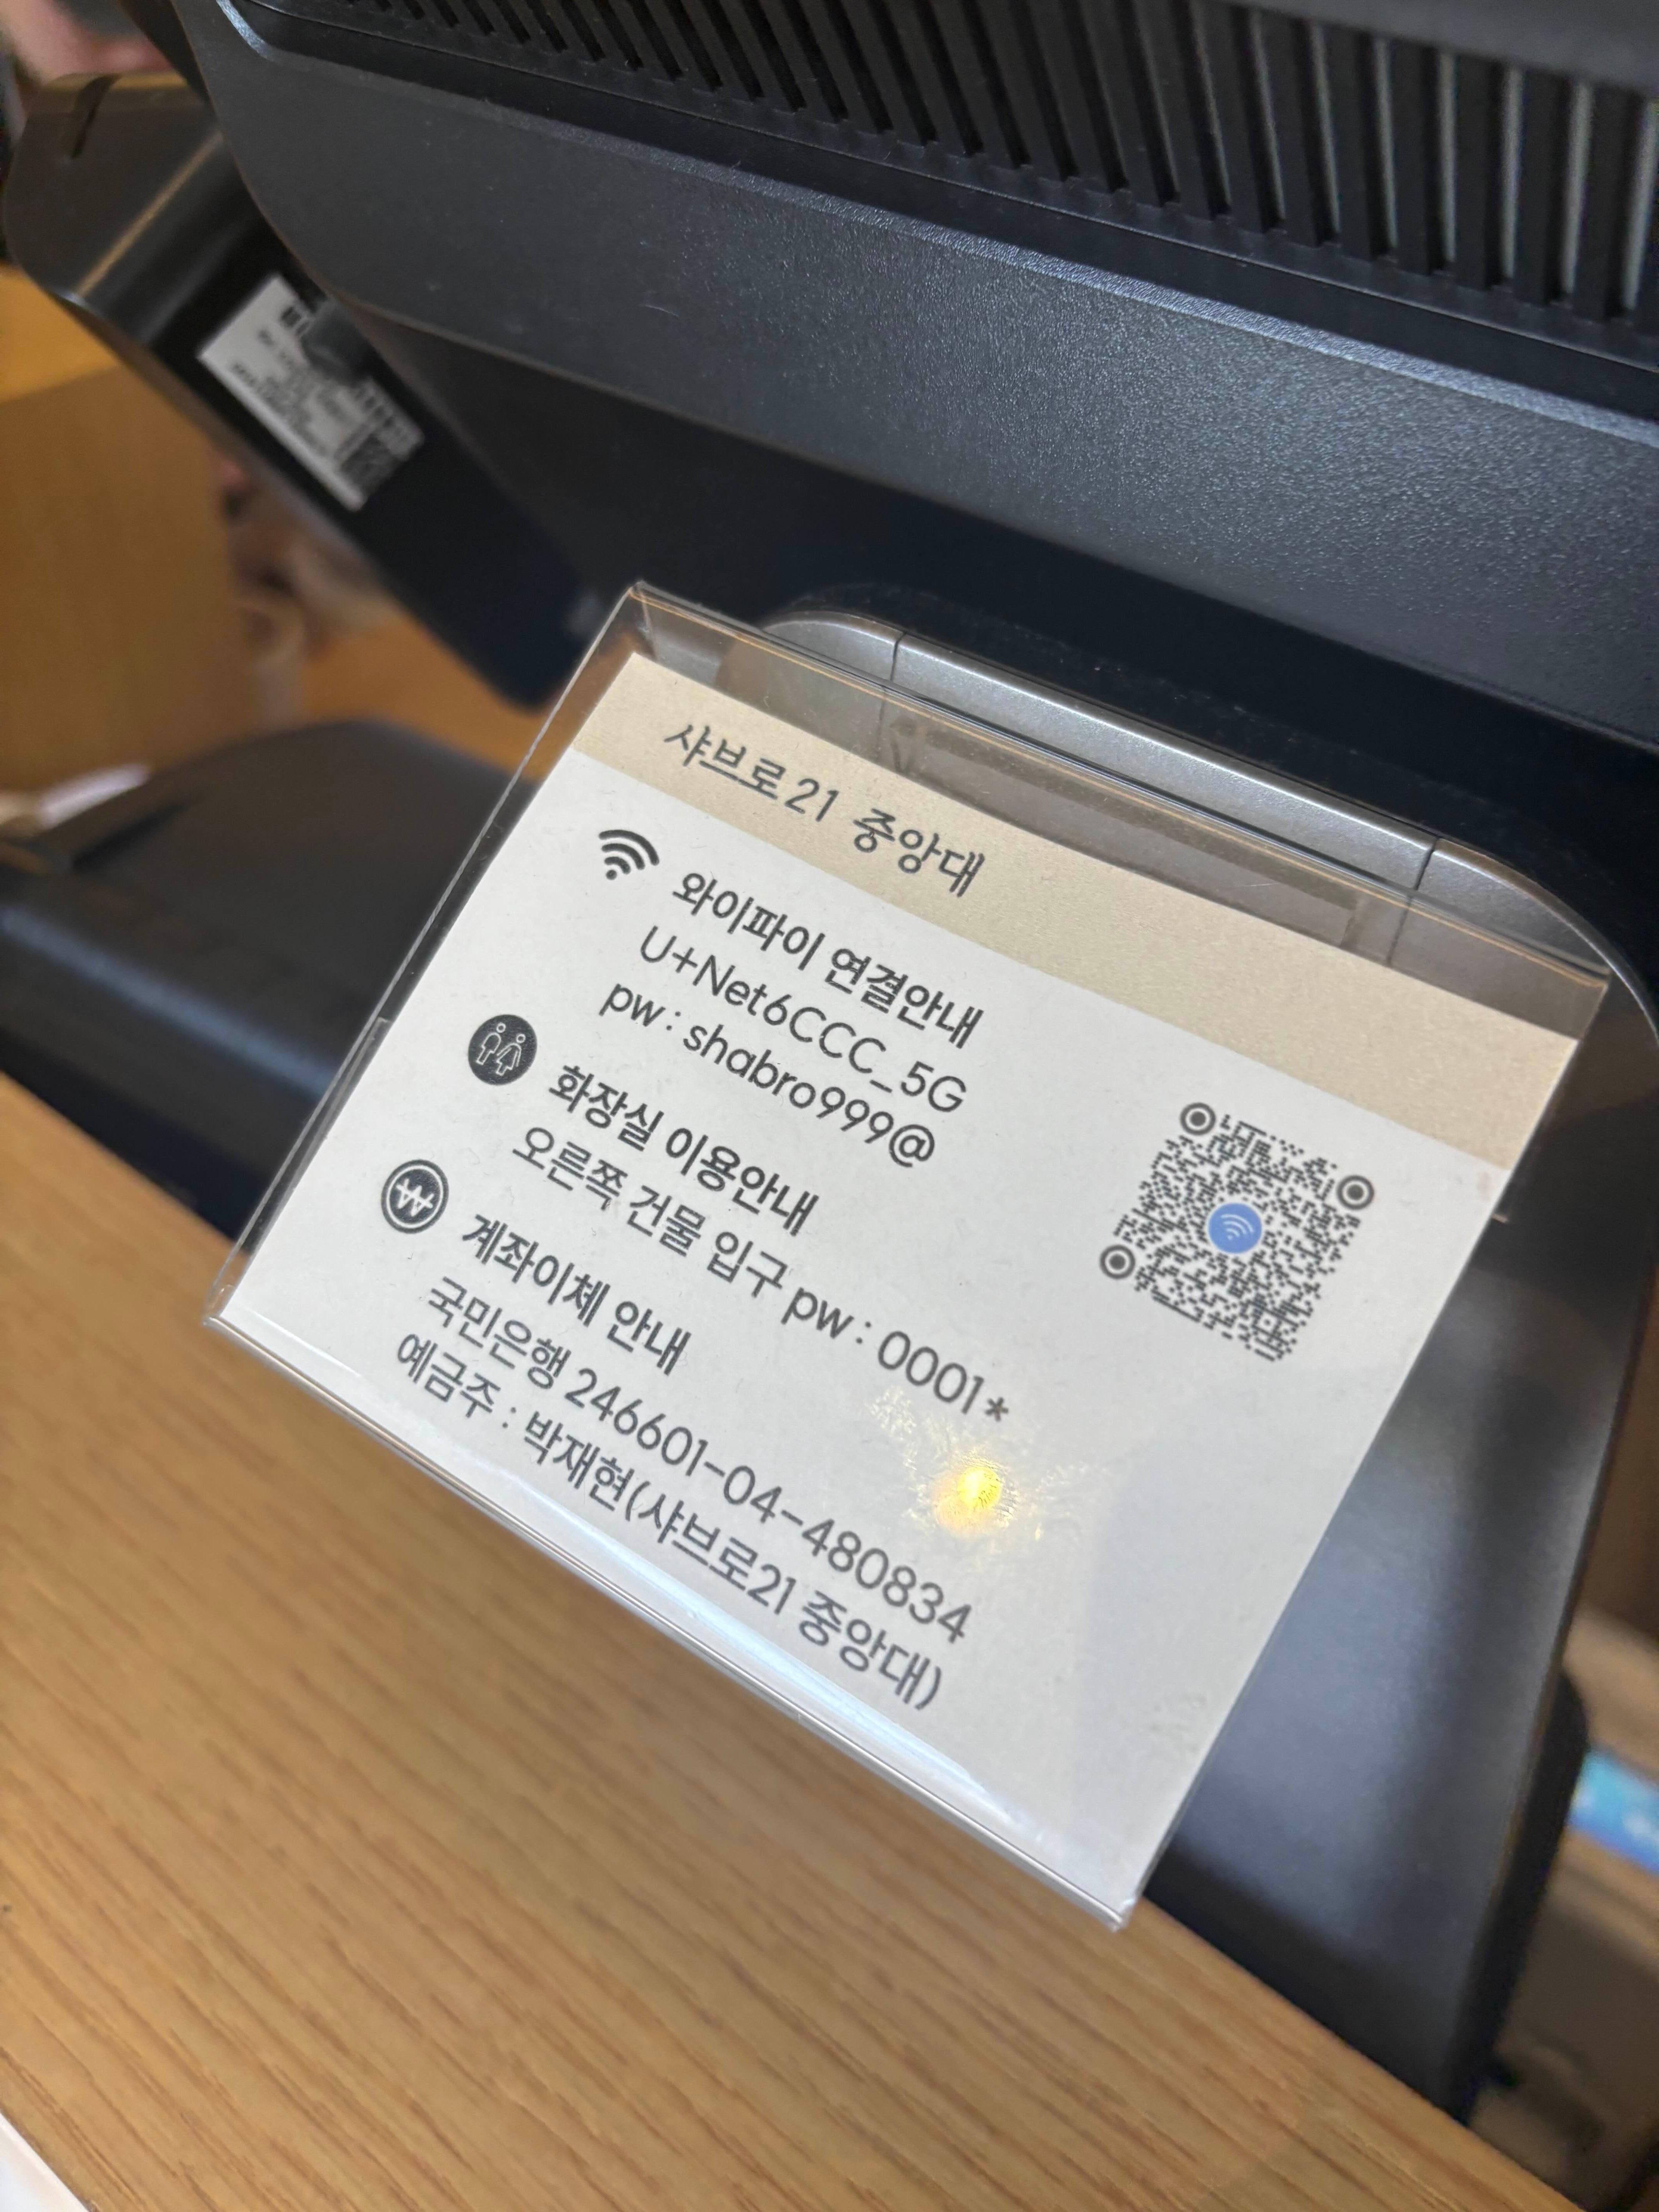 샤브로21 중앙대
와이파이 연결안내
U+Net6CCC_5G
pw : shabro999@
화장실 이용안내
오른쪽 건물 입구 pw : 0001*
계좌이체 안내
국민은행 246601-04-480834
예금주 : 박재현(샤브로21 중앙대)